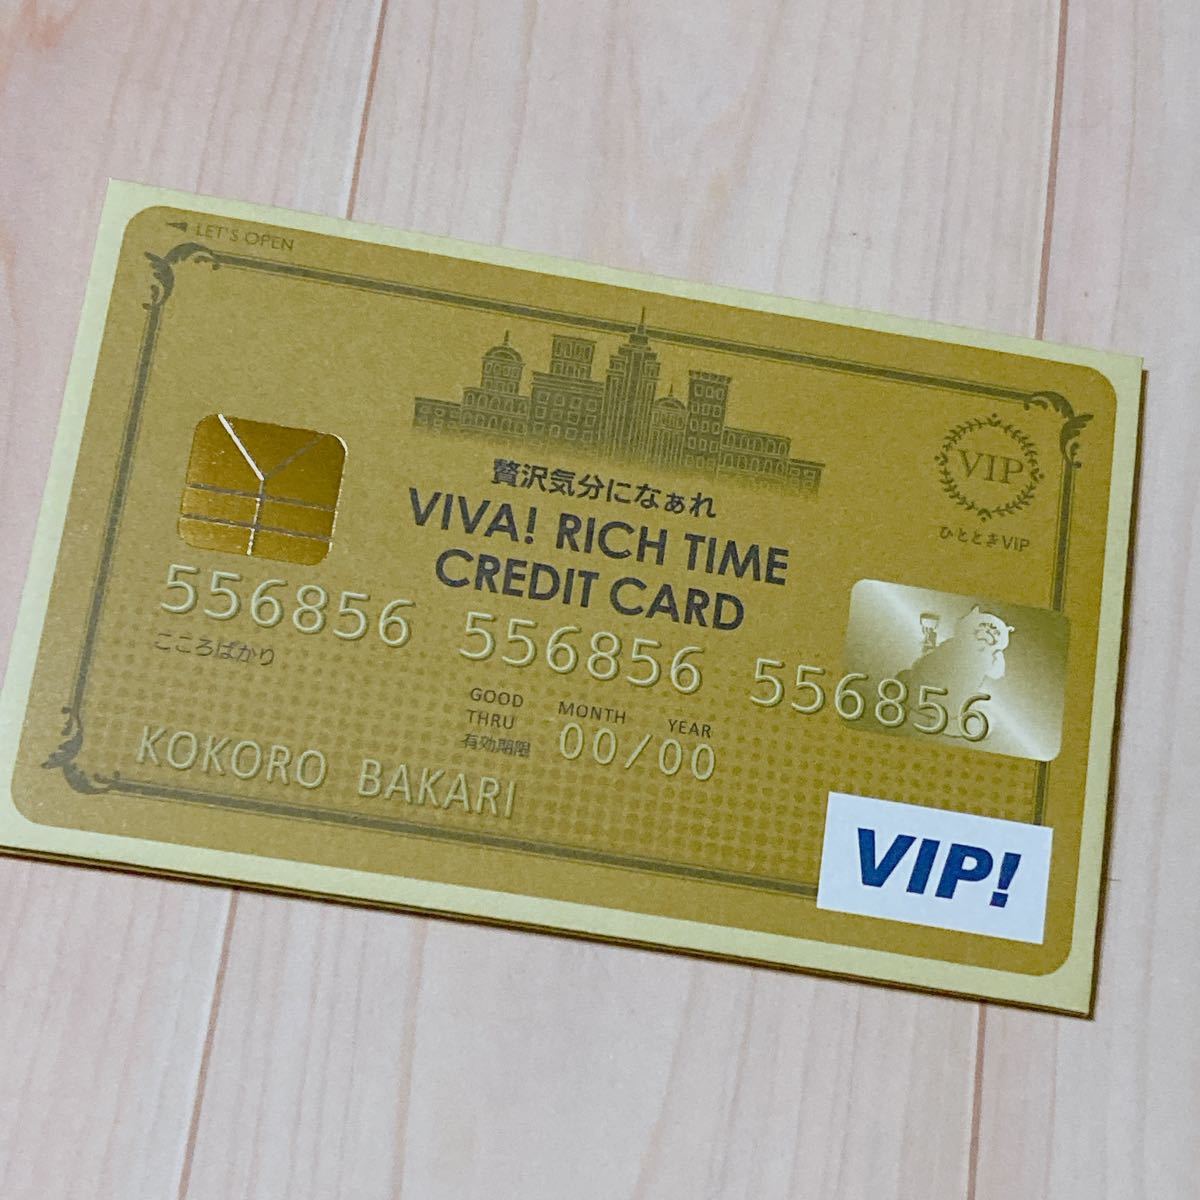 LET'S OPEN
VIP
ひとときVIP
贅沢気分になぁれ
VIVA! RICH TIME
CREDIT CARD
556856 556856 556856
こころばかり
GOOD
THRU
有効期限
MONTH YEAR
00/00
KOKORO BAKARI
VIP!